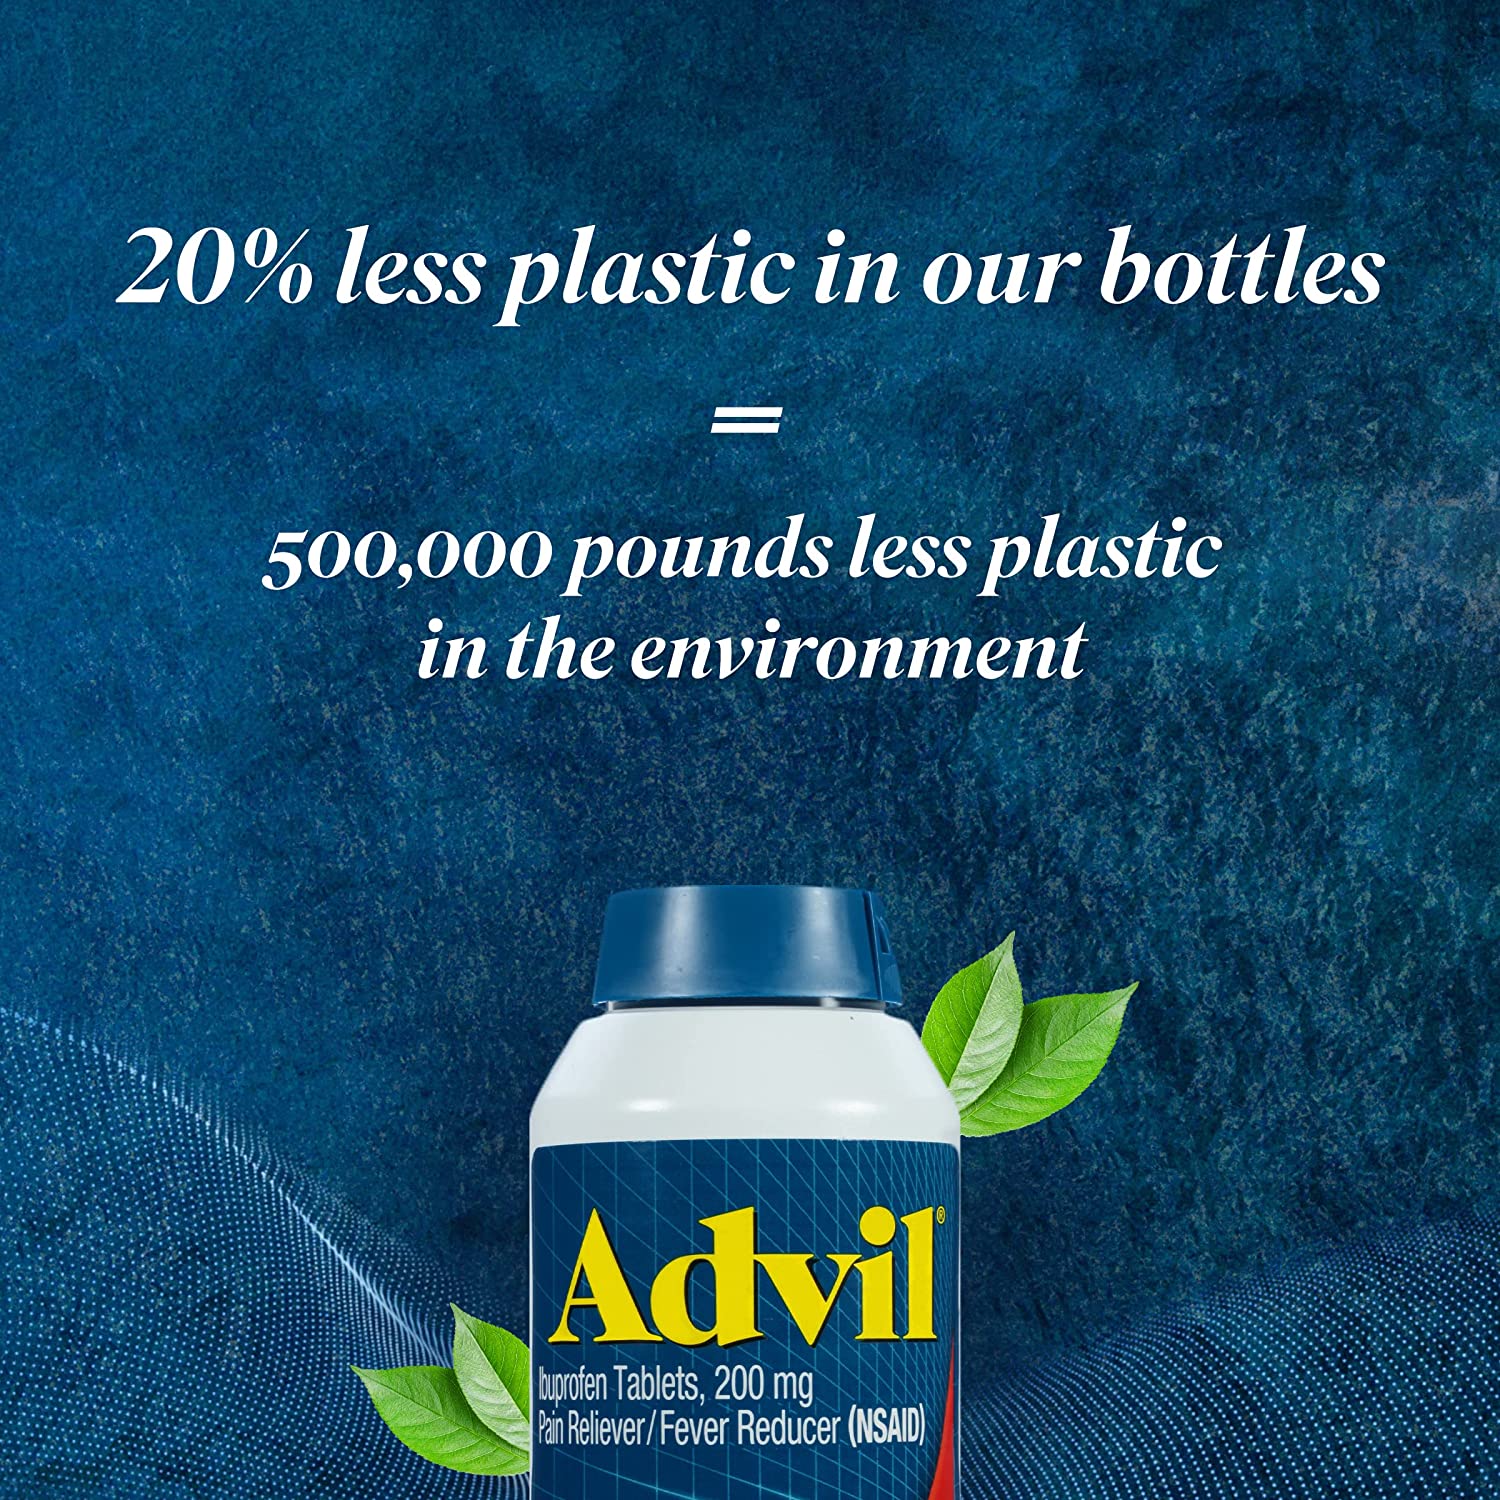 20% less plastic in our bottles
=
500,000 pounds less plastic
in the environment
Advil®
Ibuprofen Tablets, 200 mg
Pain Reliever/Fever Reducer (NSAID)